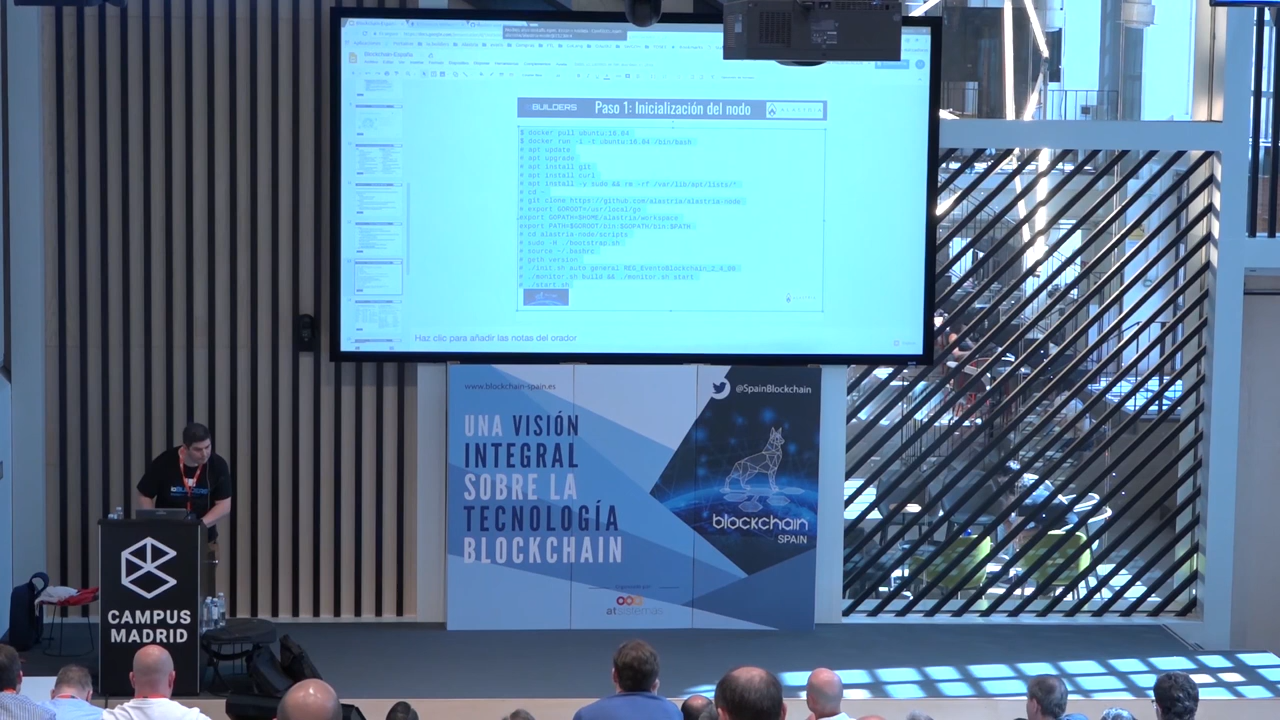 Blockchain España
BUILDERS
Paso 1: Inicialización del nodo
ALASTRIA
$ docker pull ubuntu:16.04
$ docker run -i -t ubuntu:16.04 /bin/bash
# apt update
# apt upgrade
# apt install git
# apt install curl
# apt install -y sudo && rm -rf /var/lib/apt/lists/*
# cd ~
# git clone https://github.com/alastria/alastria-node
# export GOROOT=/usr/local/go
export GOPATH=$HOME/alastria/workspace
export PATH=$GOROOT/bin:$GOPATH/bin:$PATH
# cd alastria-node/scripts
# sudo -H ./bootstrap.sh
# source ~/.bashrc
# geth version
# ./init.sh auto general REG_EventoBlockchain_2_4_00
# ./monitor.sh build && ./monitor.sh start
# ./start.sh
Haz clic para añadir las notas del orador
www.blockchain-spain.es
@SpainBlockchain
UNA VISIÓN
INTEGRAL
SOBRE LA
TECNOLOGÍA
BLOCKCHAIN
blockchain
SPAIN
atsistemas
CAMPUS
MADRID